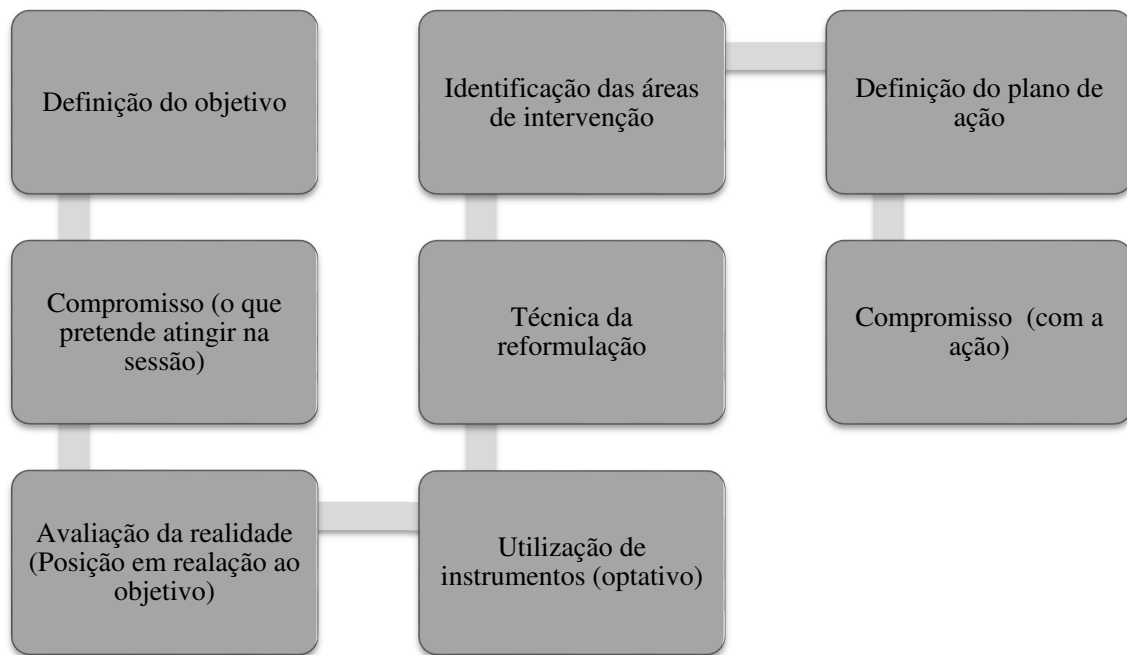 Definição do objetivo
Compromisso (o que
pretende atingir na
sessão)
Avaliação da realidade
(Posição em realação ao
objetivo)
Utilização de
instrumentos (optativo)
Técnica da
reformulação
Identificação das áreas
de intervenção
Definição do plano de
ação
Compromisso  (com a
ação)